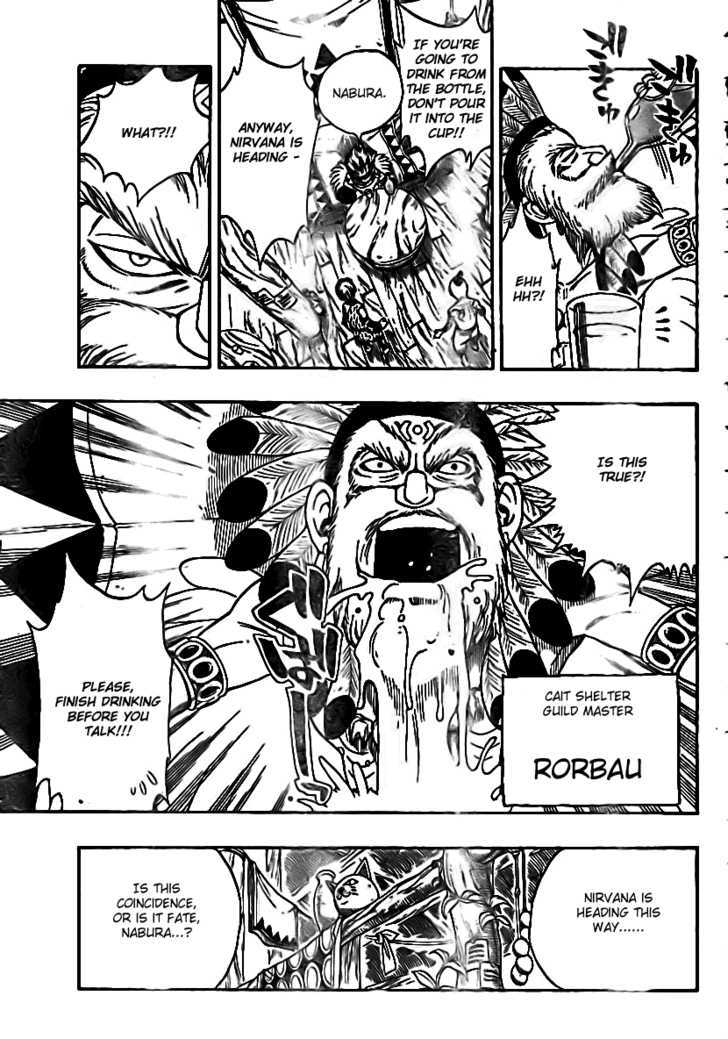 EHH
HH?!
IF YOU'RE
GOING TO
DRINK FROM
THE BOTTLE,
DON'T POUR
IT INTO THE
CUP!!
NABURA.
ANYWAY,
NIRVANA IS
HEADING -
WHAT?!!
IS THIS
TRUE?!
CAIT SHELTER
GUILD MASTER
RORBAU
PLEASE,
FINISH DRINKING
BEFORE YOU
TALK!!!
NIRVANA IS
HEADING THIS
WAY......
IS THIS
COINCIDENCE,
OR IS IT FATE,
NABURA...?